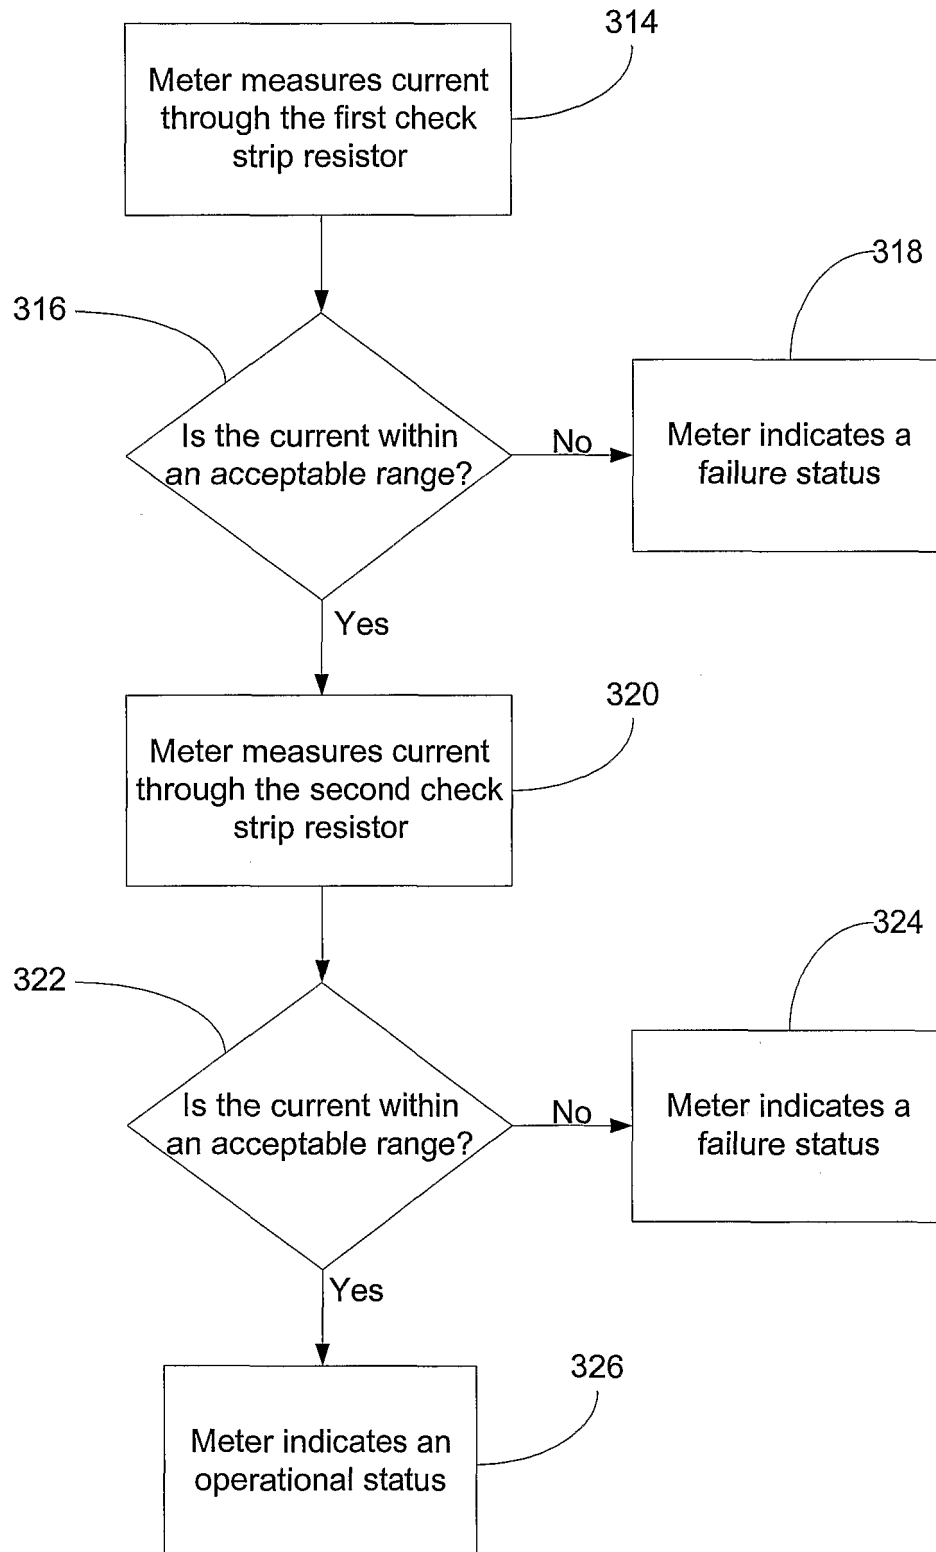 314
Meter measures current
through the first check
strip resistor
318
316
Is the current within
an acceptable range?
No
Meter indicates a
failure status
Yes
320
Meter measures current
through the second check
strip resistor
324
322
Is the current within
an acceptable range?
No
Meter indicates a
failure status
Yes
326
Meter indicates an
operational status